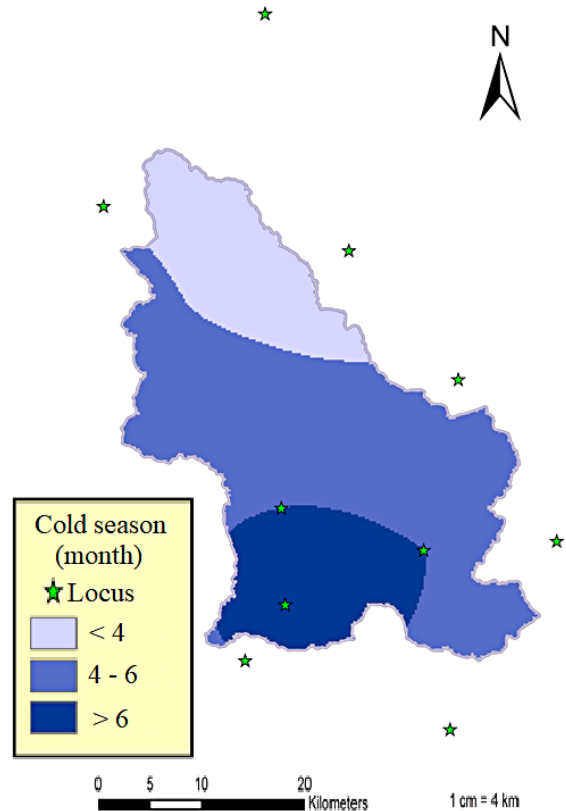 N
Cold season
(month)
Locus
< 4
4 - 6
> 6
0 5 10 20
Kilometers
1 cm = 4 km